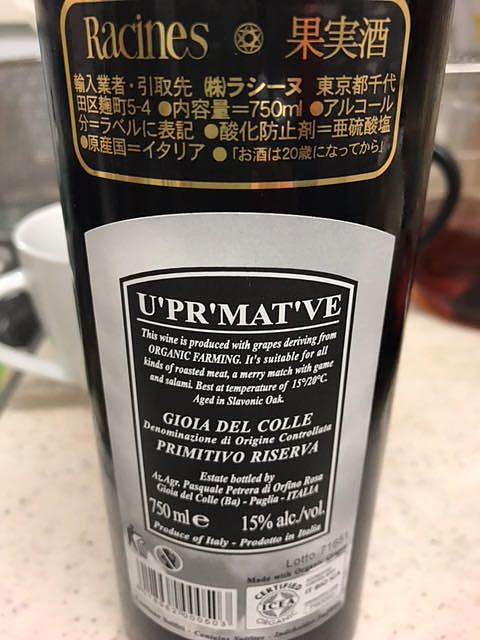 Racines 果実酒
輸入業者・引取先 ㈱ラシーヌ 東京都千代
田区麹町5-4 ●内容量=750ml ●アルコール
分=ラベルに表記 ●酸化防止剤=亜硫酸塩
●原産国=イタリア ●「お酒は20歳になってから」
U'PR'MAT'VE
This wine is produced with grapes deriving from
ORGANIC FARMING. It's suitable for all
kinds of roasted meat, a merry match with game
and salami. Best at temperature of 15°/20°C.
Aged in Slavonic Oak.
GIOIA DEL COLLE
Denominazione di Origine Controllata
PRIMITIVO RISERVA
Estate bottled by
Az.Agr. Pasquale Petrera di Orfino Rosa
Gioia del Colle (Ba) - Puglia - ITALIA
750 ml e 15% alc./vol.
Produce of Italy - Prodotto in Italia
Lotto
Made with Organic
CERTIFIED